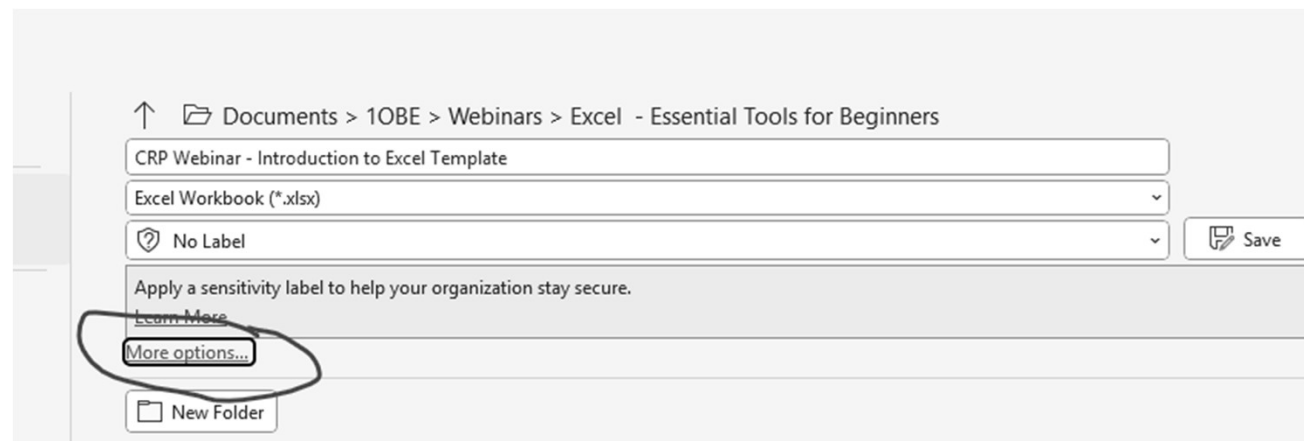 Documents > 1OBE > Webinars > Excel - Essential Tools for Beginners
CRP Webinar - Introduction to Excel Template
Excel Workbook (*.xlsx)
No Label
Save
Apply a sensitivity label to help your organization stay secure.
Learn More
More options...
New Folder